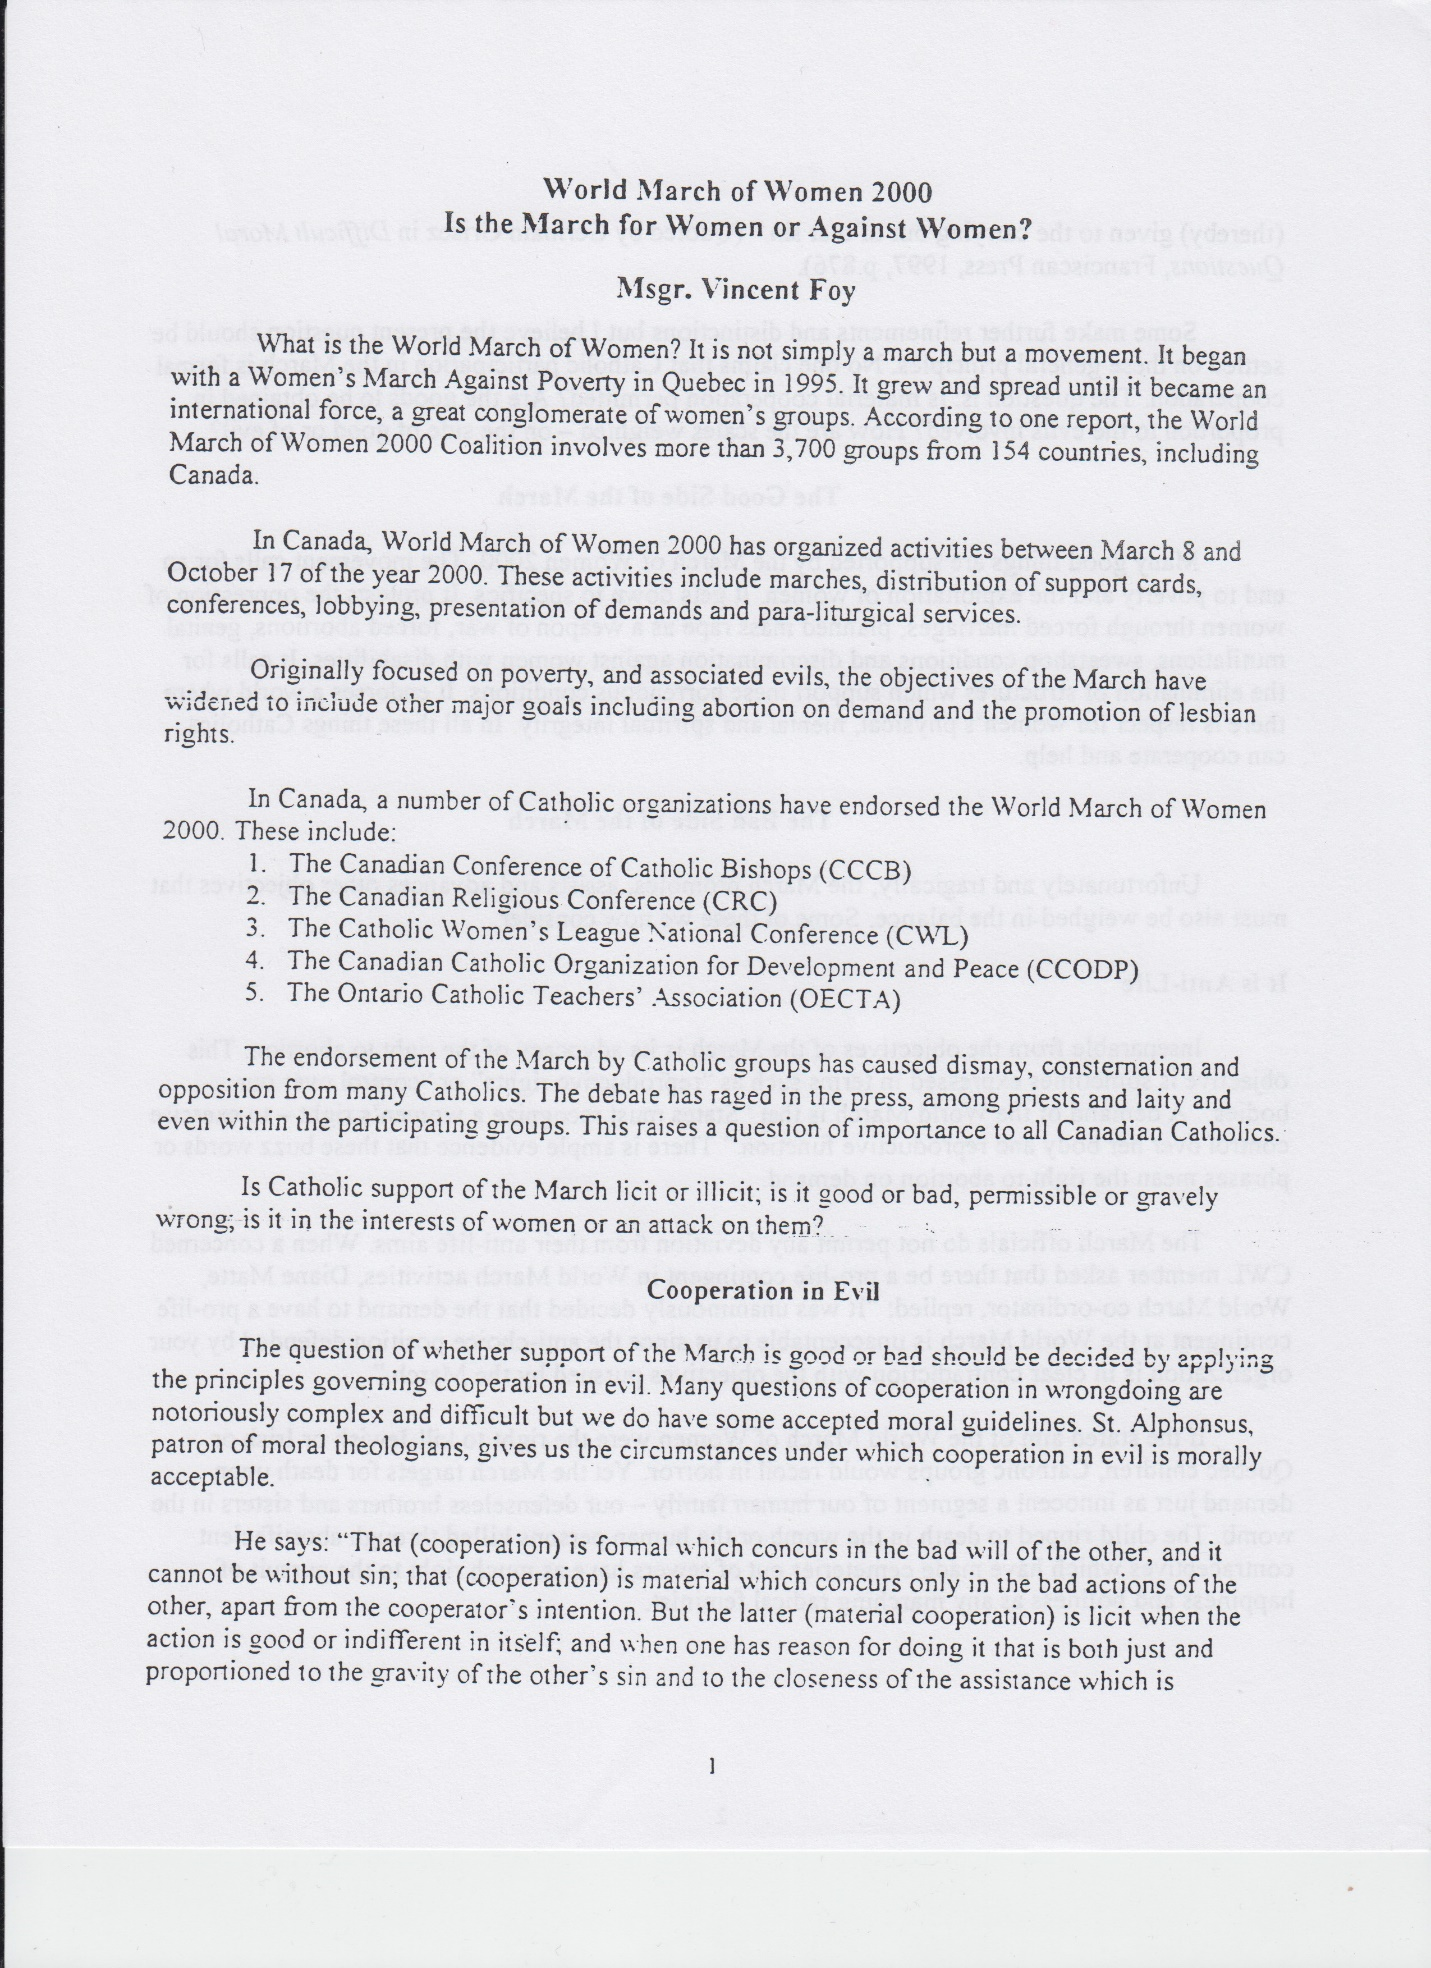 World March of Women 2000
Is the March for Women or Against Women?
Msgr. Vincent Foy
What is the World March of Women? It is not simply a march but a movement. It began
with a Women's March Against Poverty in Quebec in 1995. It grew and spread until it became an
international force, a great conglomerate of women's groups. According to one report, the World
March of Women 2000 Coalition involves more than 3,700 groups from 154 countries, including
Canada.
In Canada, World March of Women 2000 has organized activities between March 8 and
October 17 of the year 2000. These activities include marches, distribution of support cards,
conferences, lobbying, presentation of demands and para-liturgical services.
Originally focused on poverty, and associated evils, the objectives of the March have
widened to include other major goals including abortion on demand and the promotion of lesbian
rights.
In Canada, a number of Catholic organizations have endorsed the World March of Women
2000. These include:
1. The Canadian Conference of Catholic Bishops (CCCB)
2. The Canadian Religious Conference (CRC)
3. The Catholic Women's League National Conference (CWL)
4. The Canadian Catholic Organization for Development and Peace (CCODP)
5. The Ontario Catholic Teachers' Association (OECTA)
The endorsement of the March by Catholic groups has caused dismay, consternation and
opposition from many Catholics. The debate has raged in the press, among priests and laity and
even within the participating groups. This raises a question of importance to all Canadian Catholics.
Is Catholic support of the March licit or illicit; is it good or bad, permissible or gravely
wrong; is it in the interests of women or an attack on them?
Cooperation in Evil
The question of whether support of the March is good or bad should be decided by applying
the principles governing cooperation in evil. Many questions of cooperation in wrongdoing are
notoriously complex and difficult but we do have some accepted moral guidelines. St. Alphonsus,
patron of moral theologians, gives us the circumstances under which cooperation in evil is morally
acceptable.
He says: "That (cooperation) is formal which concurs in the bad will of the other, and it
cannot be without sin; that (cooperation) is material which concurs only in the bad actions of the
other, apart from the cooperator's intention. But the latter (material cooperation) is licit when the
action is good or indifferent in itself; and when one has reason for doing it that is both just and
proportioned to the gravity of the other's sin and to the closeness of the assistance which is
1